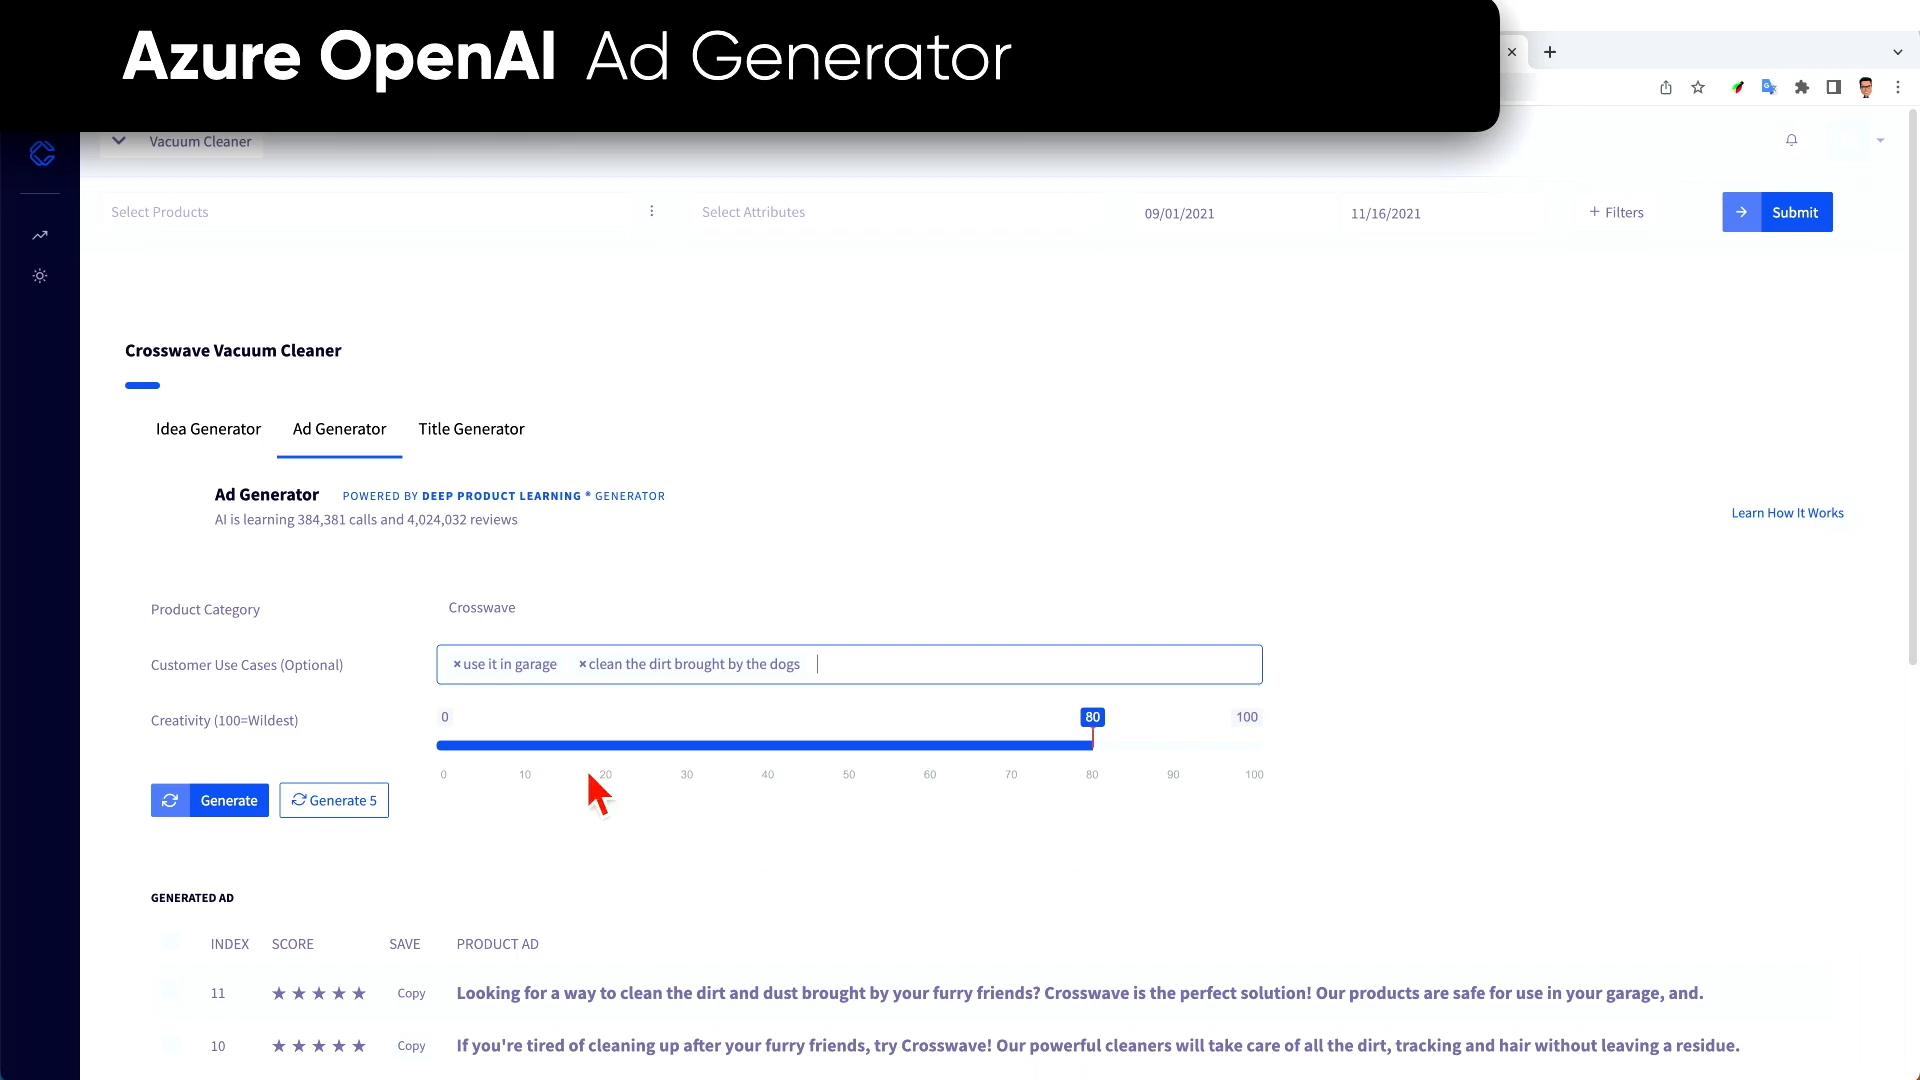 Azure OpenAI Ad Generator
Vacuum Cleaner
Select Products
Select Attributes
09/01/2021
11/16/2021
+ Filters
Submit
Crosswave Vacuum Cleaner
Idea Generator
Ad Generator
Title Generator
Ad Generator POWERED BY DEEP PRODUCT LEARNING ® GENERATOR
AI is learning 384,381 calls and 4,024,032 reviews
Learn How It Works
Product Category
Crosswave
Customer Use Cases (Optional)
×use it in garage ×clean the dirt brought by the dogs
Creativity (100=Wildest)
0 80 100
0 10 20 30 40 50 60 70 80 90 100
Generate
Generate 5
GENERATED AD
INDEX SCORE SAVE PRODUCT AD
11 ★★★★★ Copy Looking for a way to clean the dirt and dust brought by your furry friends? Crosswave is the perfect solution! Our products are safe for use in your garage, and.
10 ★★★★★ Copy If you're tired of cleaning up after your furry friends, try Crosswave! Our powerful cleaners will take care of all the dirt, tracking and hair without leaving a residue.